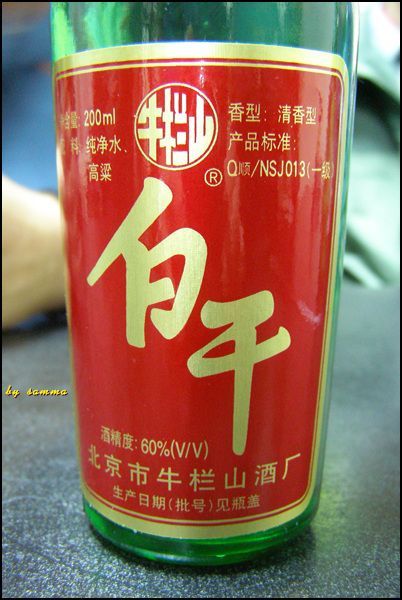 净含量: 200ml
料: 纯净水、
高粱
牛栏山
®
香型: 清香型
产品标准:
Q顺/NSJ013(一级)
白干
酒精度: 60%(V/V)
北京市牛栏山酒厂
生产日期(批号)见瓶盖
by samma